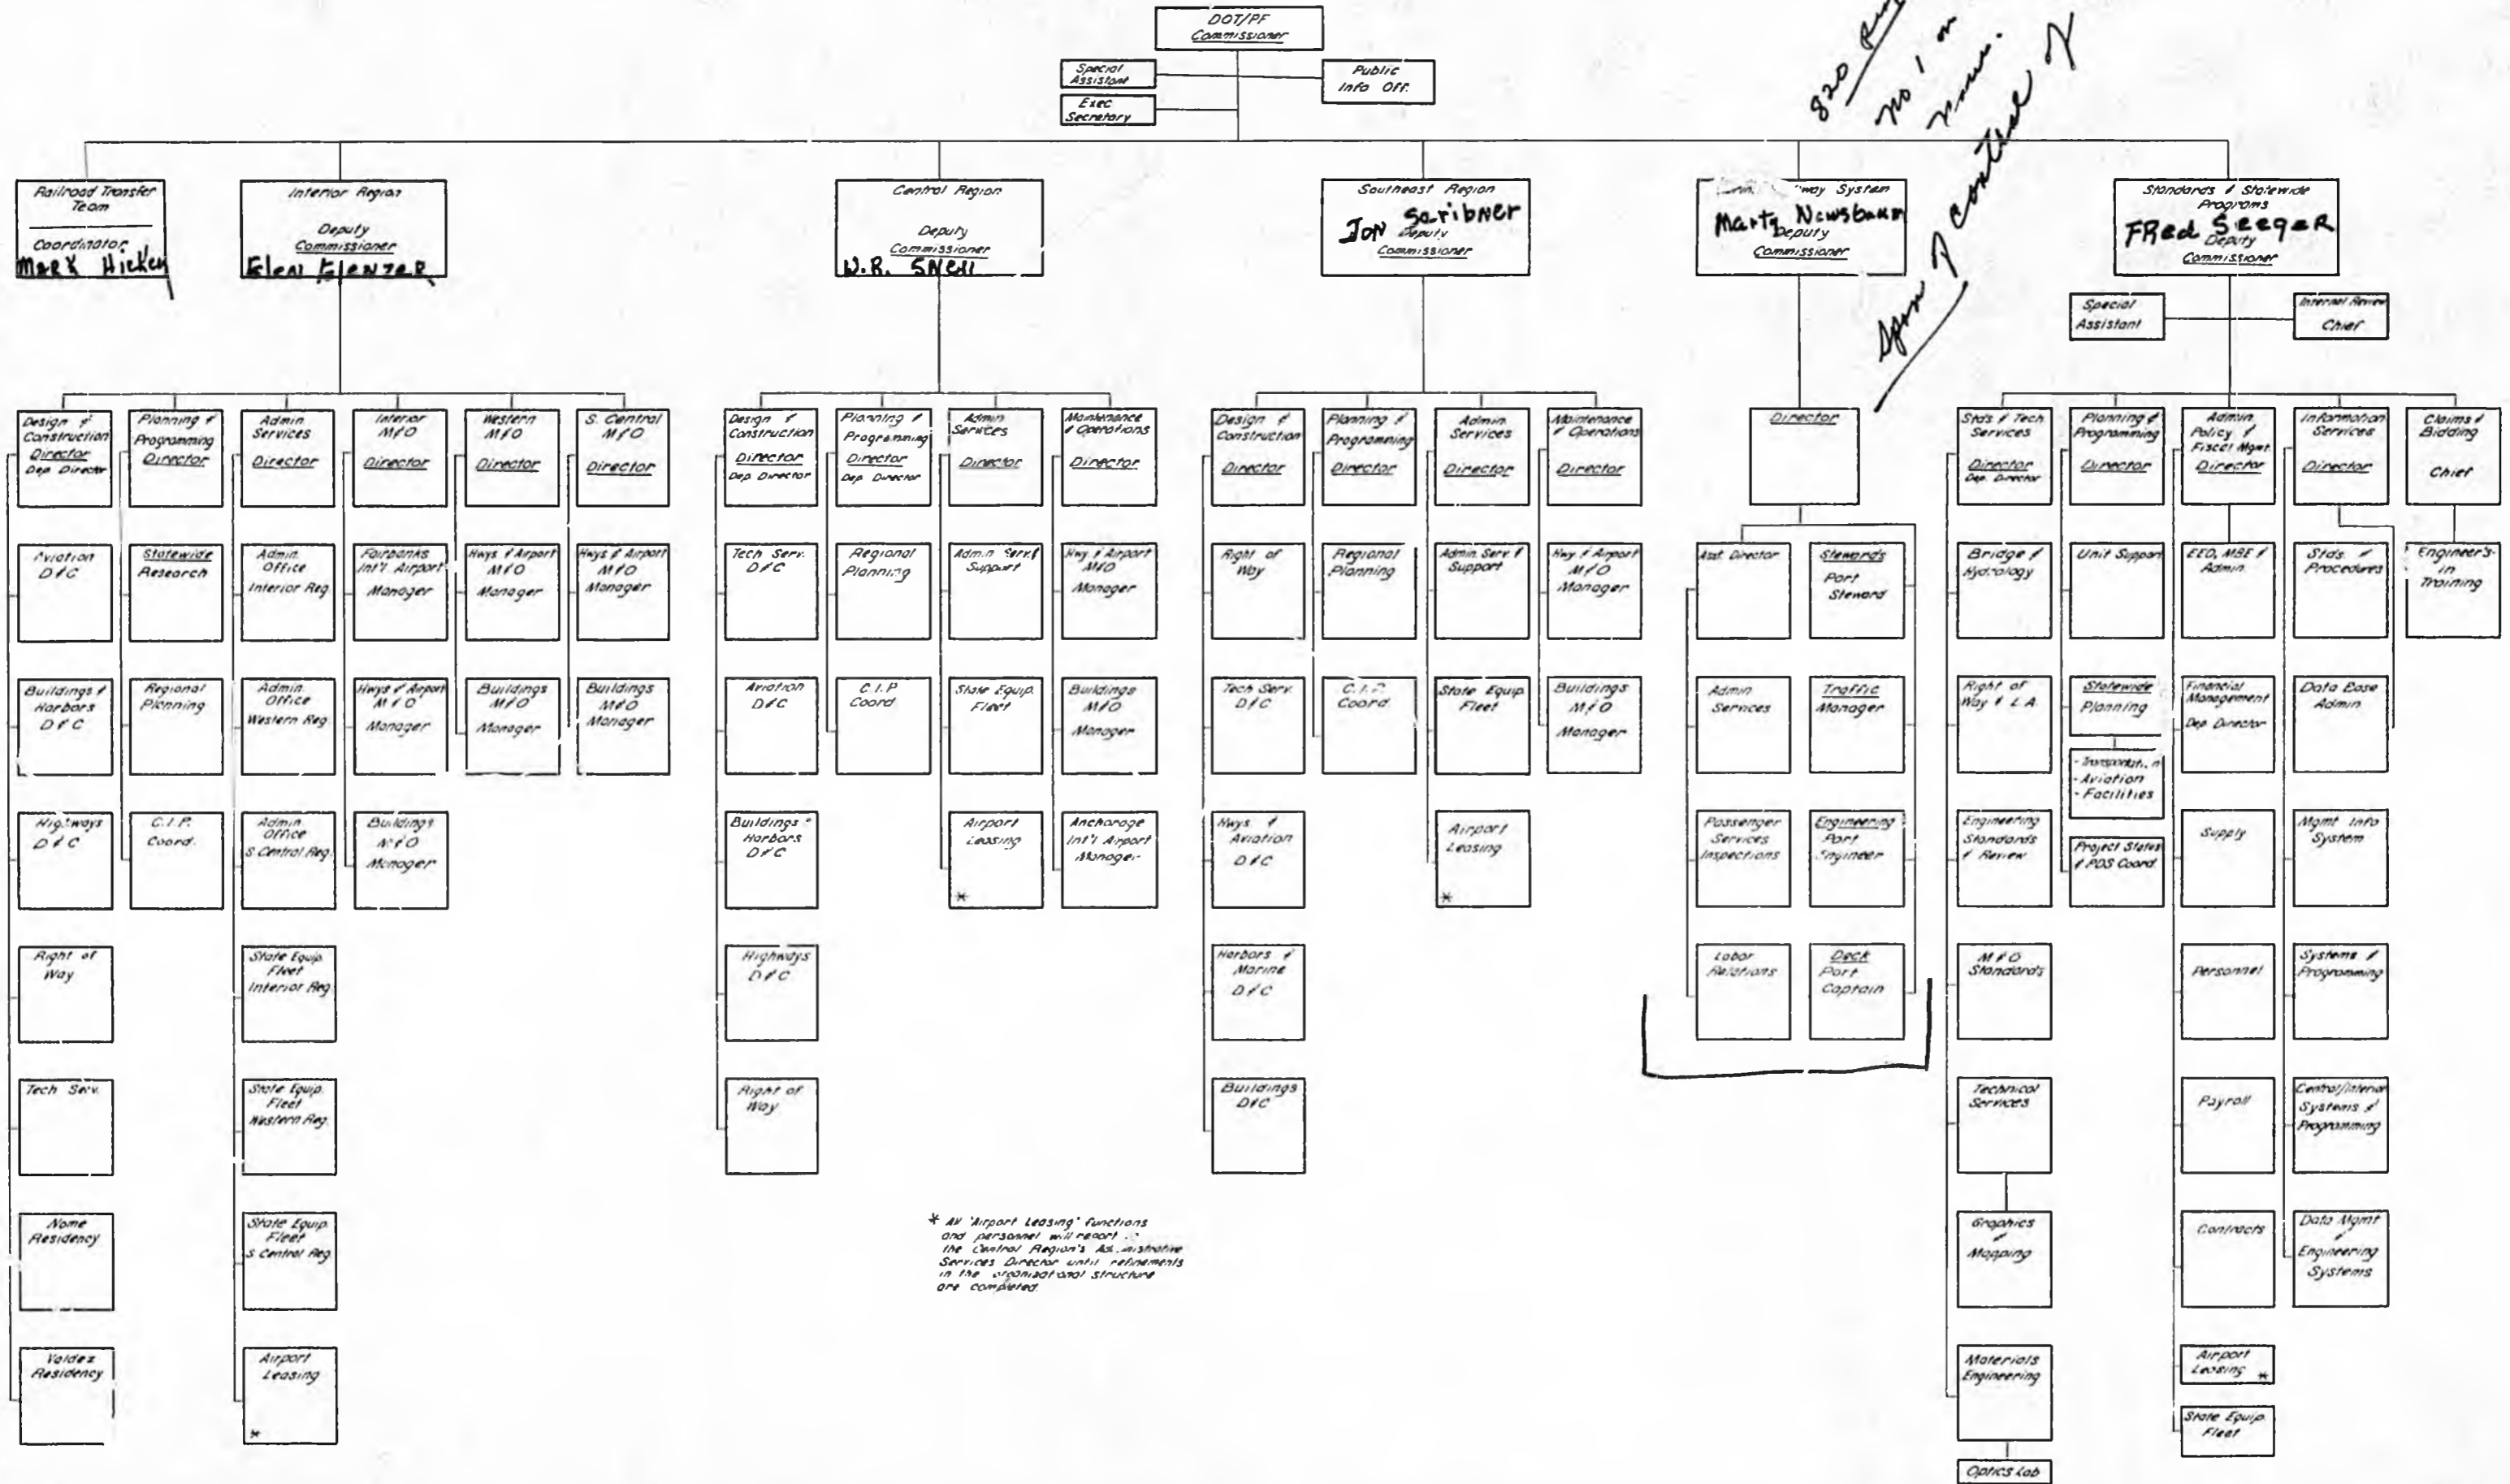 DOT/PF
Commissioner
Special
Assistant
Public
Info Off.
Exec
Secretary
820
No 1 on
Railroad Transfer
Team
Coordinator
Mark Hickey
Interior Region
Deputy
Commissioner
Central Region
Deputy
Commissioner
W.R. Snell
Southeast Region
Jon Scribner
Deputy
Commissioner
way System
Marty
Deputy
Commissioner
Standards & Statewide
Programs
FRed SeegeR
Deputy
Commissioner
Special
Assistant
Internal Review
Chief
Design &
Construction
Director
Dep Director
Planning &
Programming
Director
Admin
Services
Director
Interior
M&O
Director
Western
M&O
Director
S. Central
M&O
Director
Design &
Construction
Director
Dep. Director
Planning &
Programming
Director
Dep Director
Admin
Services
Director
Maintenance
& Operations
Director
Design &
Construction
Director
Planning &
Programming
Director
Admin
Services
Director
Maintenance
& Operations
Director
Director
Stds & Tech
Services
Director
Dep. Director
Planning &
Programming
Director
Admin
Policy &
Fiscal Mgmt.
Director
Information
Services
Director
Claims &
Bidding
Chief
Aviation
D&C
Statewide
Research
Admin.
Office
Interior Reg
Fairbanks
Int'l Airport
Manager
Hwys & Airport
M&O
Manager
Hwys & Airport
M&O
Manager
Tech Serv.
D&C
Regional
Planning
Admin Serv &
Support
Hwy. & Airport
M&O
Manager
Right of
Way
Regional
Planning
Admin Serv &
Support
Hwy. & Airport
M&O
Manager
Asst Director
Stewards
Port
Steward
Bridge &
Hydrology
Unit Support
EEO, MBE &
Admin.
Stds. &
Procedures
Engineer's-
in
Training
Buildings &
Harbors
D&C
Regional
Planning
Admin.
Office
Western Reg
Hwys & Airport
M&O
Manager
Buildings
M&O
Manager
Buildings
M&O
Manager
Aviation
D&C
C.I.P
Coord
State Equip.
Fleet
Buildings
M&O
Manager
Tech Serv.
D&C
C.I.P.
Coord.
State Equip
Fleet
Buildings
M&O
Manager
Admin
Services
Traffic
Manager
Right of
Way & L.A.
Statewide
Planning
Financial
Management
Dep Director
Data Base
Admin
- Transportation
- Aviation
- Facilities
Highways
D&C
C.I.P.
Coord.
Admin.
Office
S Central Reg.
Buildings
M&O
Manager
Buildings &
Harbors
D&C
Airport
Leasing
*
Anchorage
Int'l Airport
Manager
Hwys. &
Aviation
D&C
Airport
Leasing
*
Passenger
Services
Inspections
Engineering
Port
Engineer
Engineering
Standards
& Review
Project Status
& PDS Coord
Supply
Mgmt Info
System
Right of
Way
State Equip
Fleet
Interior Reg
Highways
D&C
Harbors &
Marine
D&C
Labor
Relations
Deck
Port
Captain
M&O
Standards
Personnel
Systems &
Programming
Tech Serv.
State Equip.
Fleet
Western Reg.
Right of
Way
Buildings
D&C
Technical
Services
Payroll
Central/Interior
Systems &
Programming
Nome
Residency
State Equip
Fleet
S Central Reg
* All "Airport Leasing" functions
and personnel will report
the Central Region's Administrative
Services Director until refinements
in the organizational structure
are completed.
Graphics
&
Mapping
Contracts
Data Mgmt
&
Engineering
Systems
Valdez
Residency
Airport
Leasing
*
Materials
Engineering
Airport
Leasing *
State Equip.
Fleet
Optics Lab